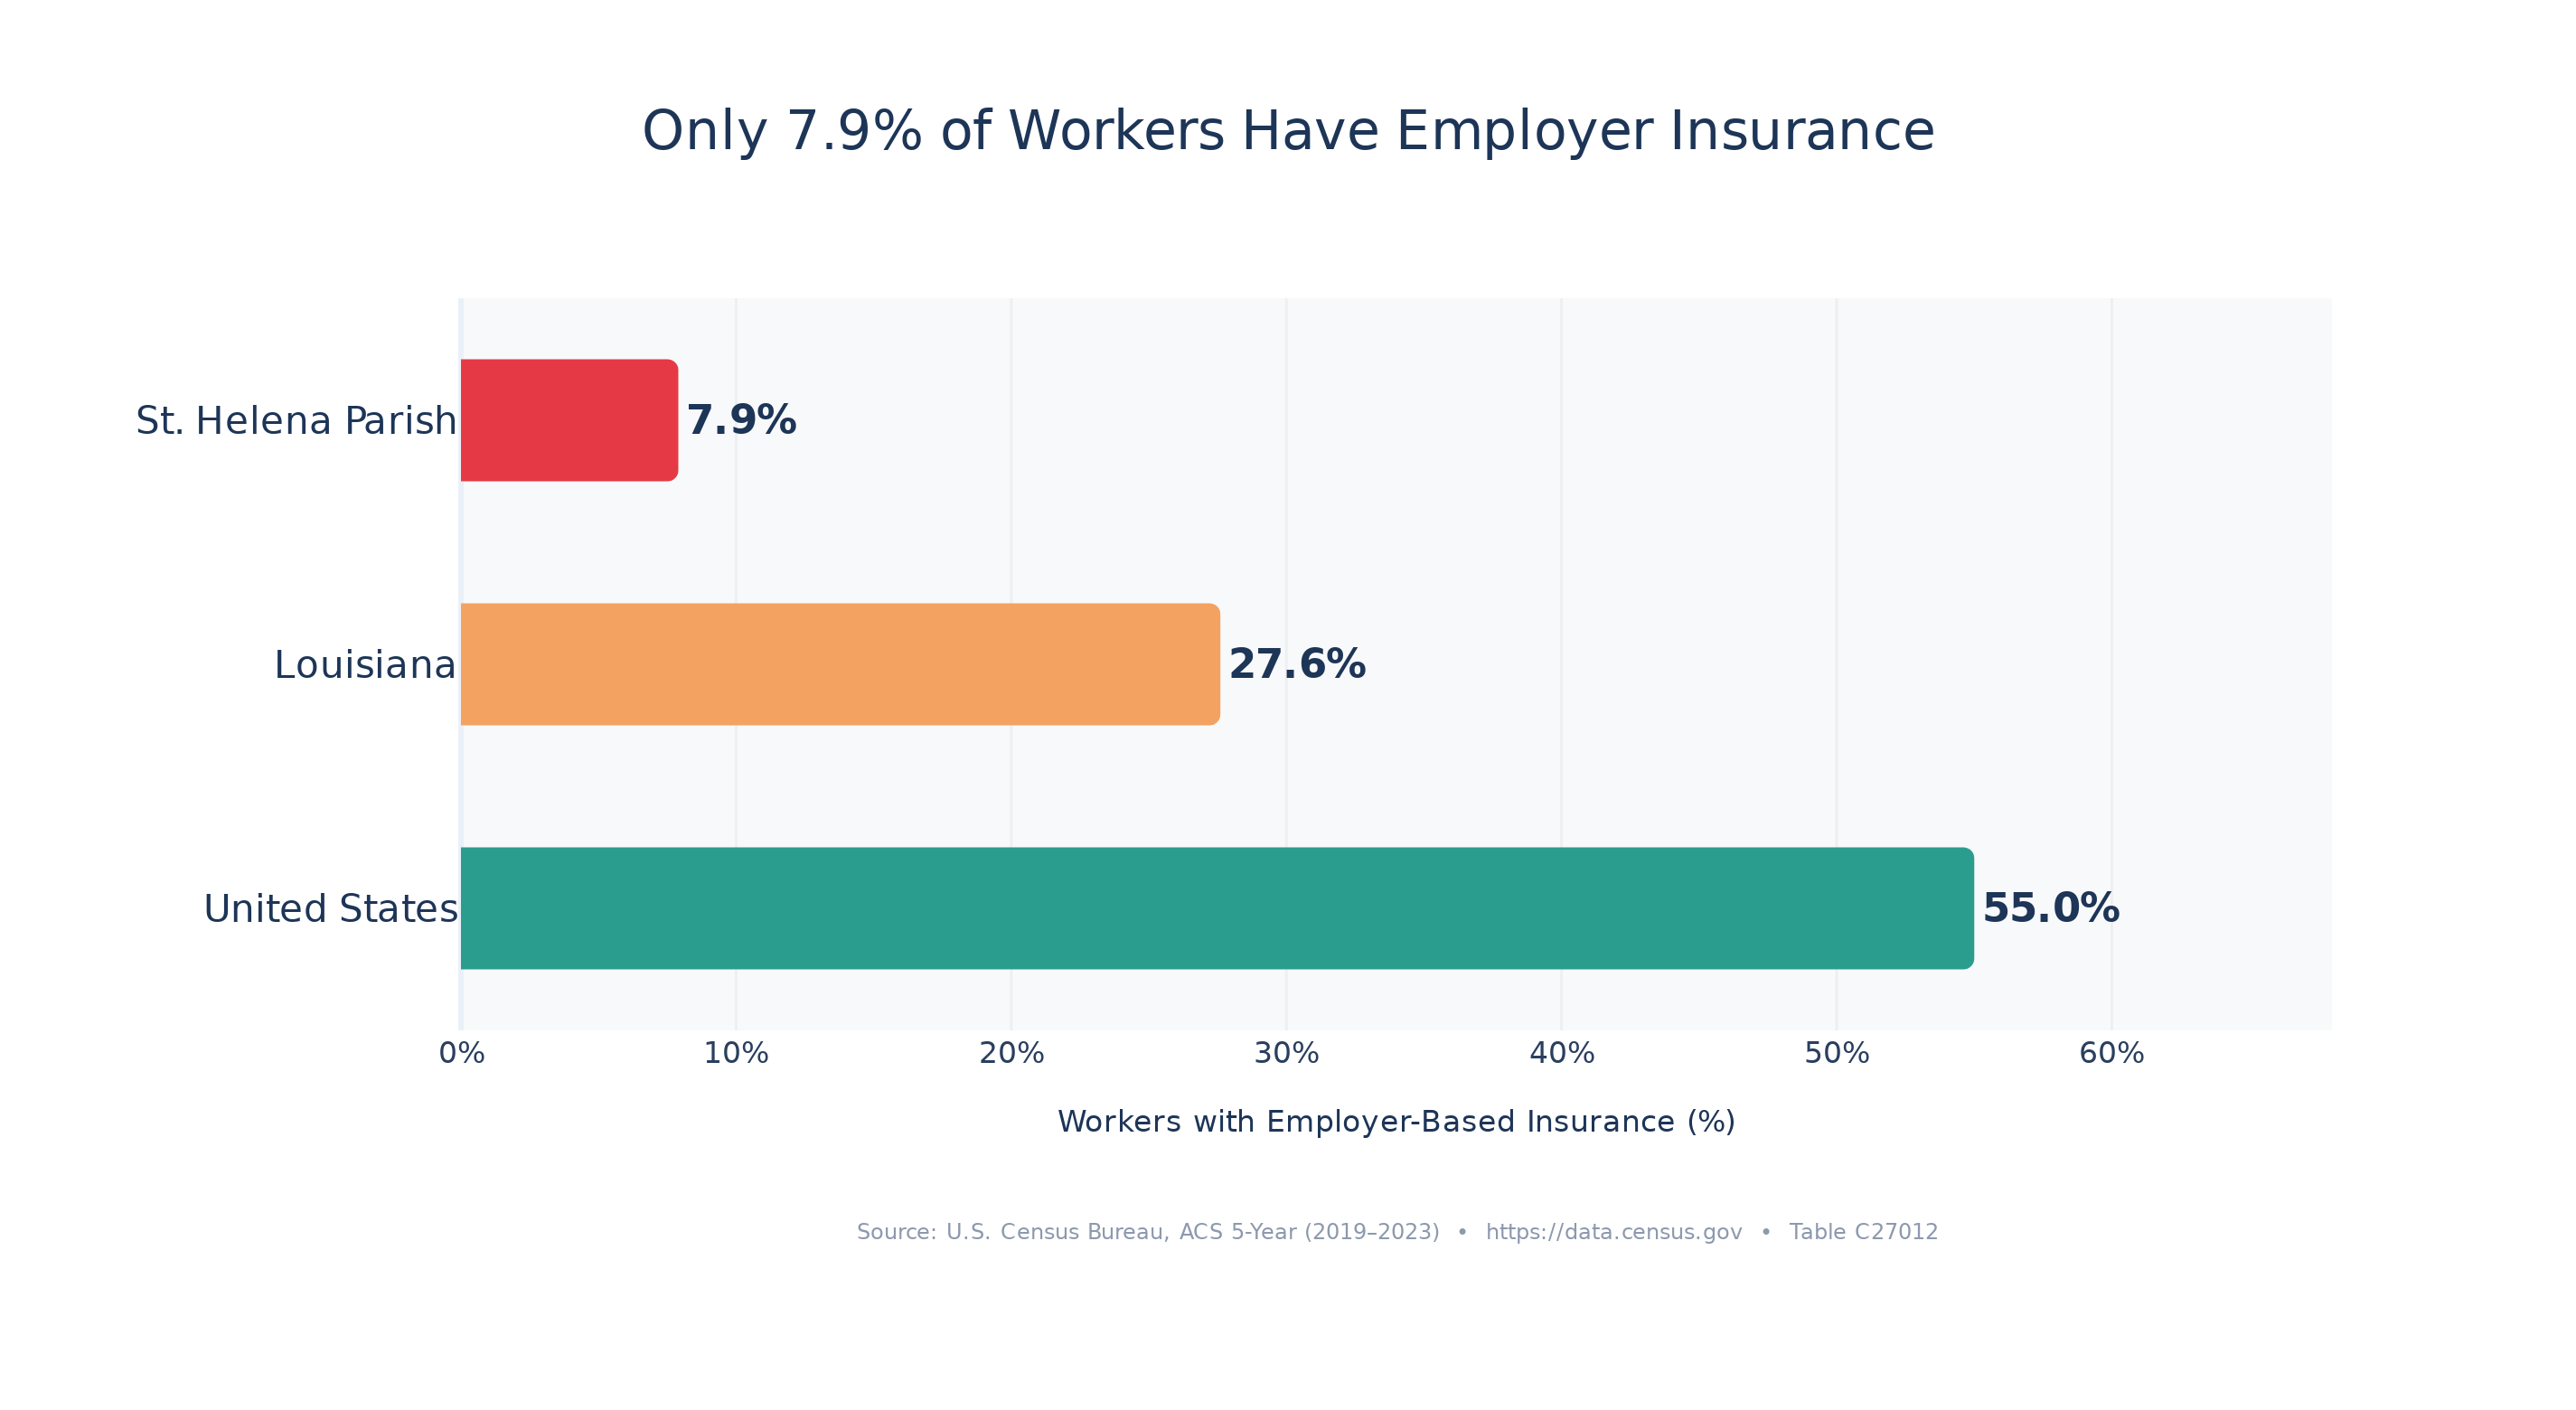 Only 7.9% of Workers Have Employer Insurance
St. Helena Parish
7.9%
Louisiana
27.6%
United States
55.0%
0% 10% 20% 30% 40% 50% 60%
Workers with Employer-Based Insurance (%)
Source: U.S. Census Bureau, ACS 5-Year (2019–2023) • https://data.census.gov • Table C27012